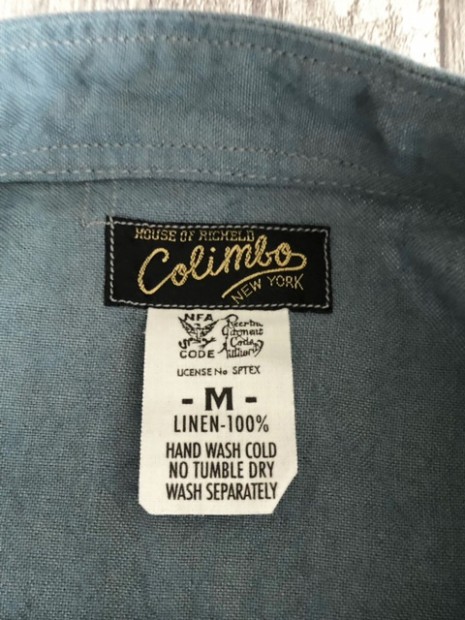 HOUSE OF RICHELD
Colimbo
NEW YORK
NFA
CODE
LICENSE No SPTEX
- M -
LINEN-100%
HAND WASH COLD
NO TUMBLE DRY
WASH SEPARATELY